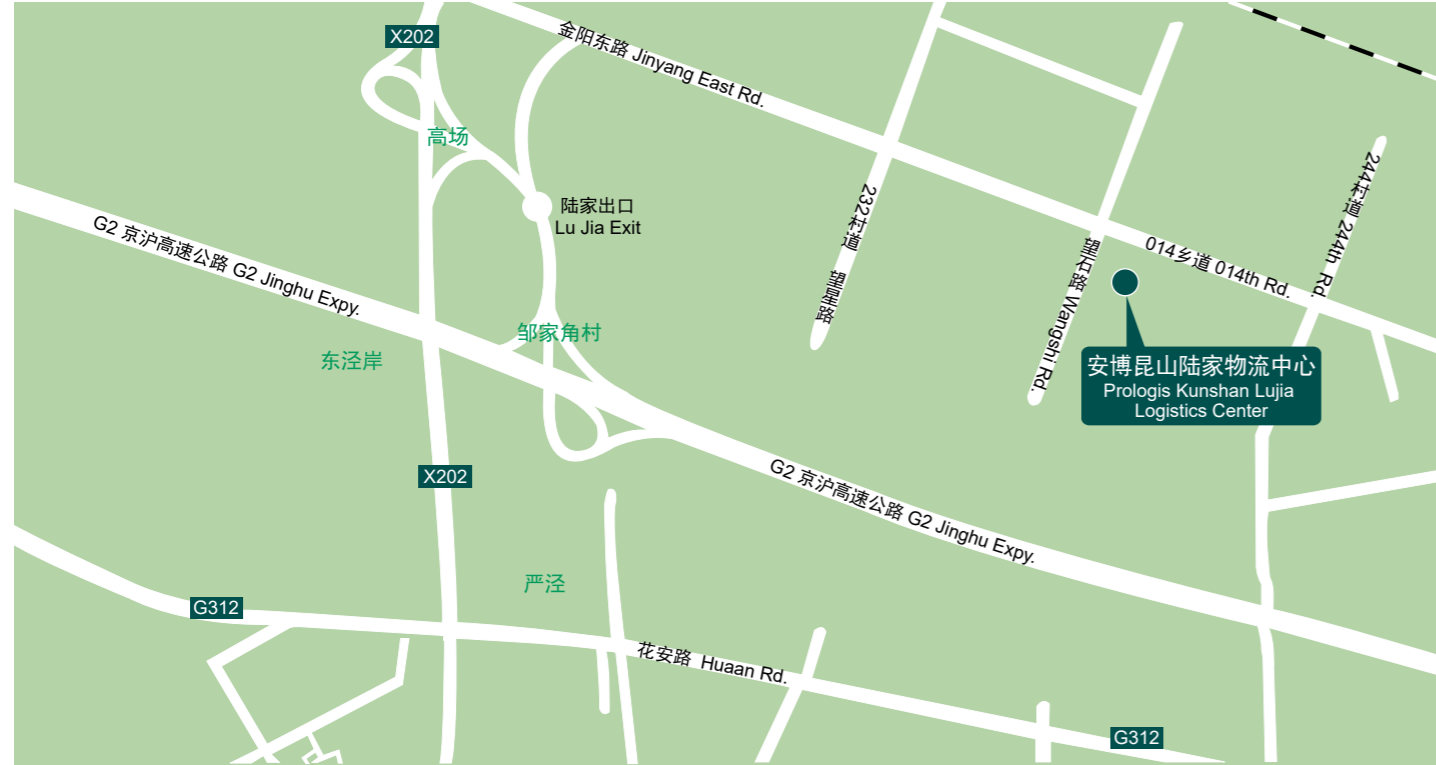 X202
金阳东路 Jinyang East Rd.
高场
陆家出口
Lu Jia Exit
232村道 望星路
望石路 Wangshi Rd.
014乡道 014th Rd.
244村道 244th Rd.
G2 京沪高速公路 G2 Jinghu Expy.
邹家角村
东泾岸
安博昆山陆家物流中心
Prologis Kunshan Lujia
Logistics Center
X202
G2 京沪高速公路 G2 Jinghu Expy.
严泾
G312
花安路 Huaan Rd.
G312